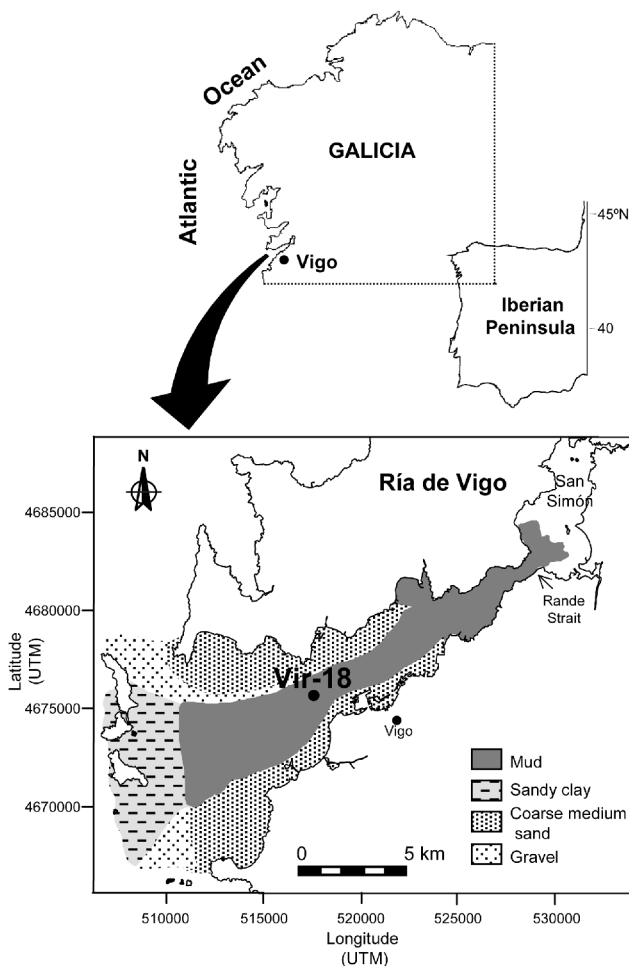 Atlantic Ocean
GALICIA
Vigo
45ºN
Iberian
Peninsula
40
N
Ría de Vigo
San
Simón
Rande
Strait
Vir-18
Vigo
4685000
4680000
4675000
4670000
Latitude
(UTM)
Mud
Sandy clay
Coarse medium
sand
Gravel
0 5 km
510000 515000 520000 525000 530000
Longitude
(UTM)